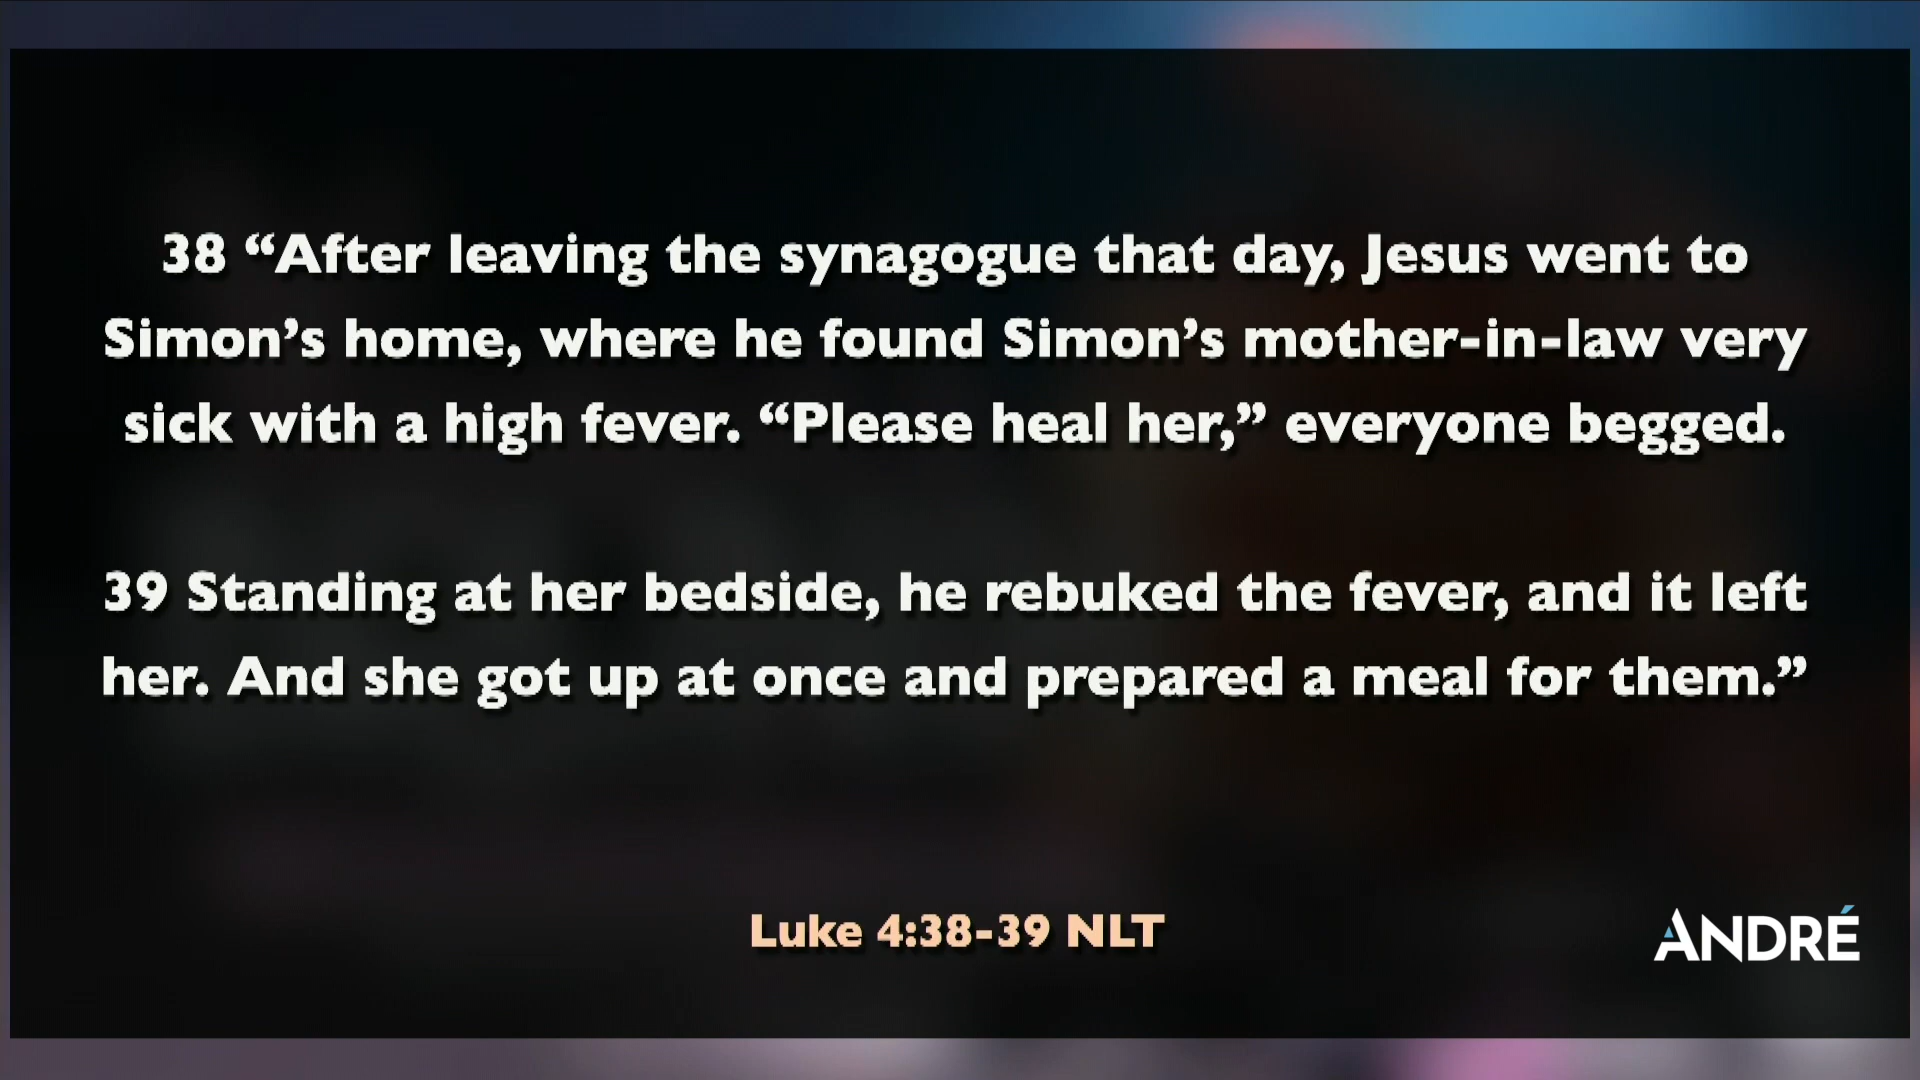 38 “After leaving the synagogue that day, Jesus went to
Simon’s home, where he found Simon’s mother-in-law very
sick with a high fever. “Please heal her,” everyone begged.
39 Standing at her bedside, he rebuked the fever, and it left
her. And she got up at once and prepared a meal for them.”
Luke 4:38-39 NLT
ANDRÉ